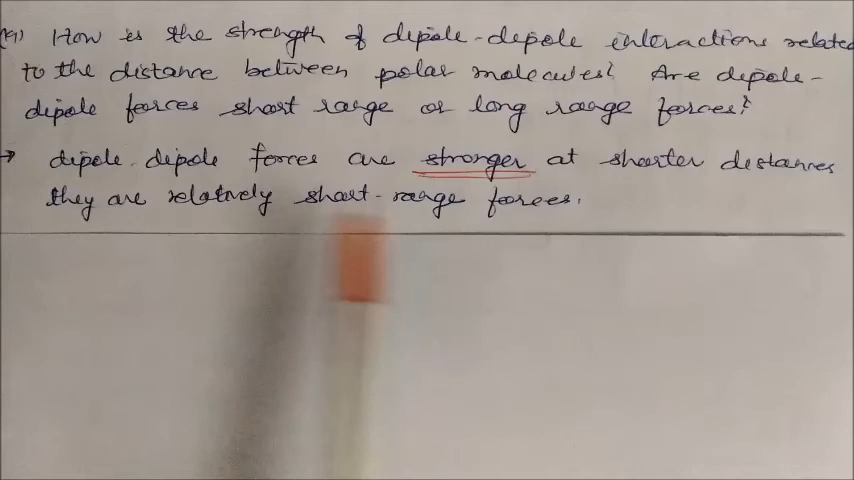 (A) How is the strength of dipole-dipole interactions related
to the distance between polar molecules? Are dipole-
dipole forces short range or long range forces?
→ dipole-dipole forces are stronger at shorter distances
they are relatively short-range forces.